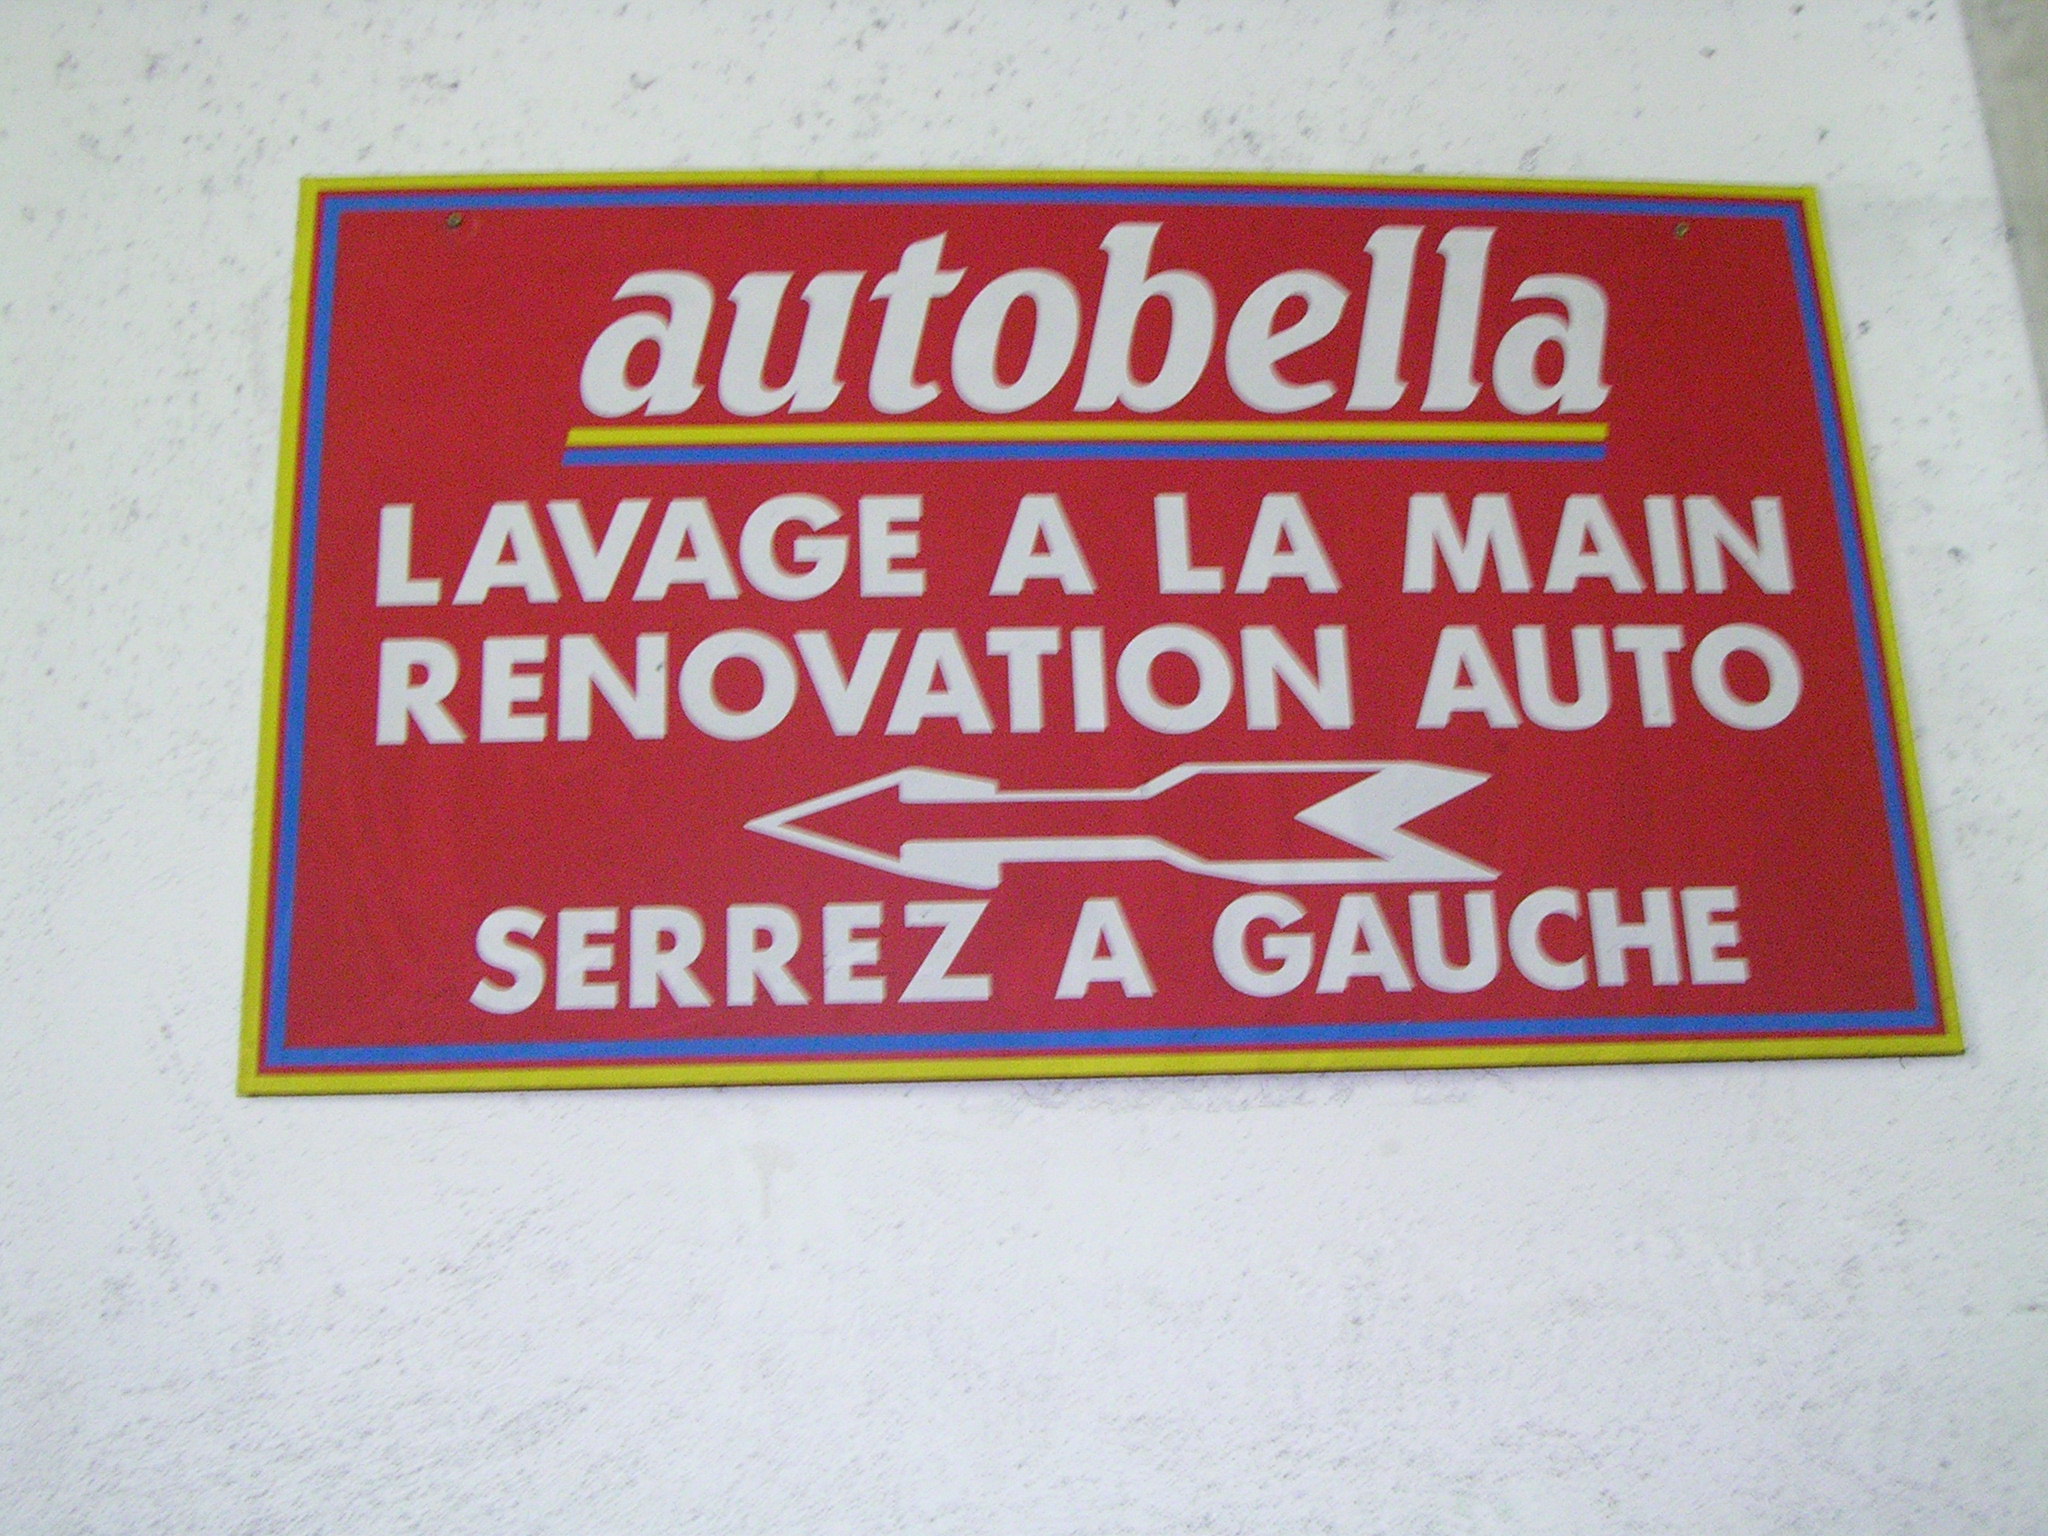 autobella
LAVAGE A LA MAIN
RENOVATION AUTO
SERREZ A GAUCHE